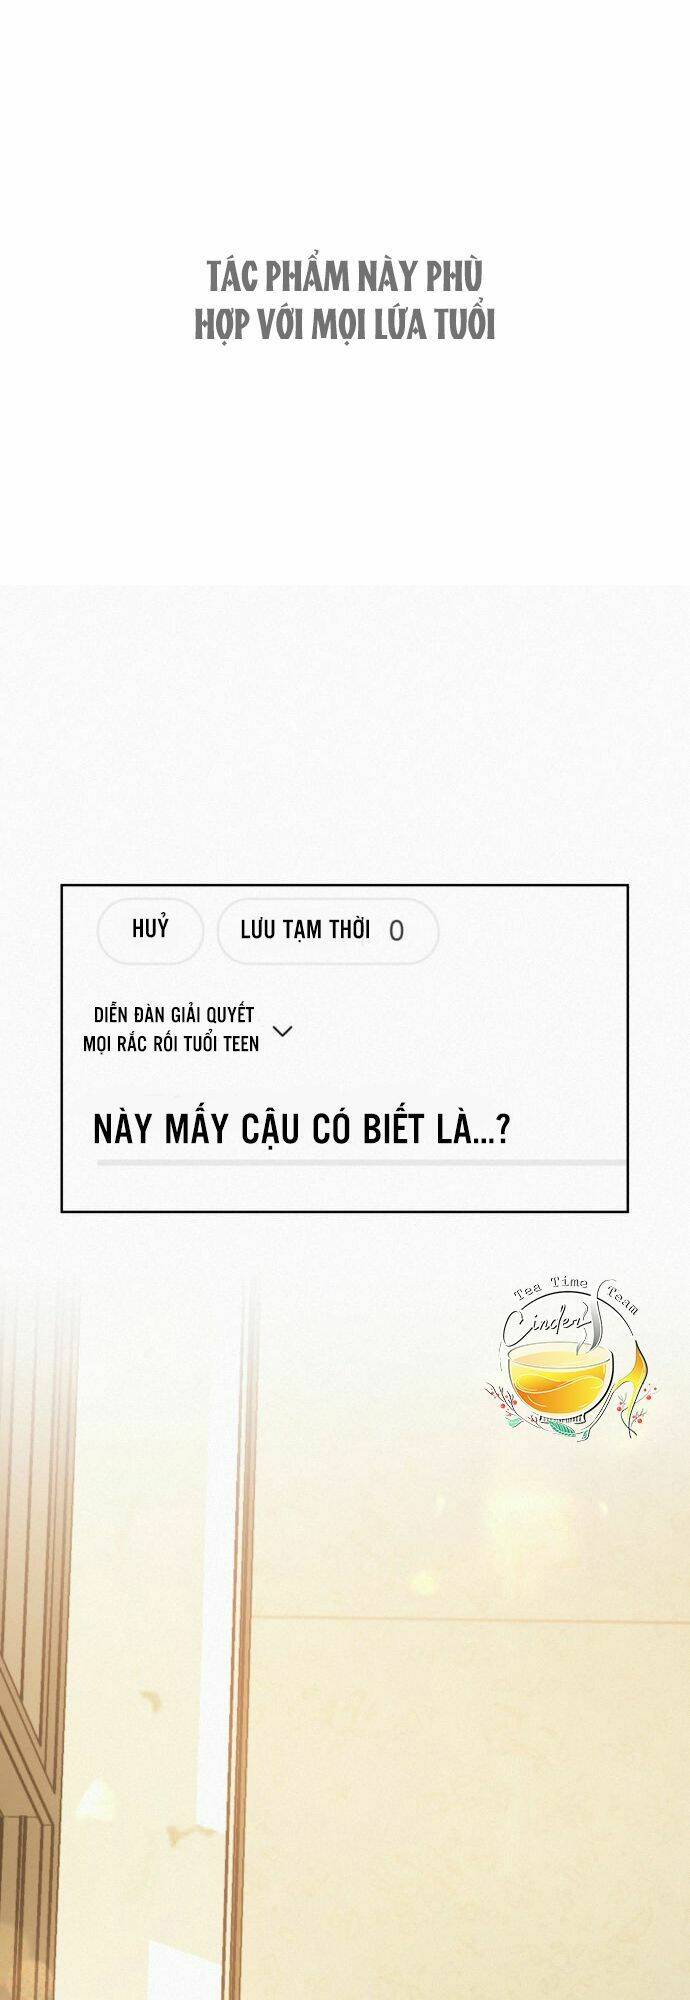 TÁC PHẨM NÀY PHÙ
HỢP VỚI MỌI LỨA TUỔI
HUỶ
LƯU TẠM THỜI 0
DIỄN ĐÀN GIẢI QUYẾT
MỌI RẮC RỐI TUỔI TEEN
NÀY MẤY CẬU CÓ BIẾT LÀ...?
Tea Time Team
Cinder